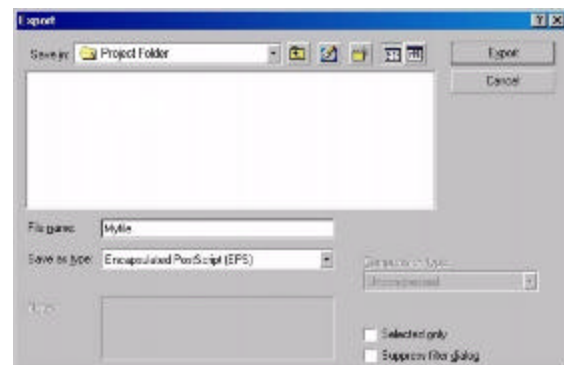 Export
Save in: Project Folder
Export
Cancel
File name: Myfile
Save as type: Encapsulated PostScript (EPS)
Compression type:
Uncompressed
Notes:
Selected only
Suppress filter dialog